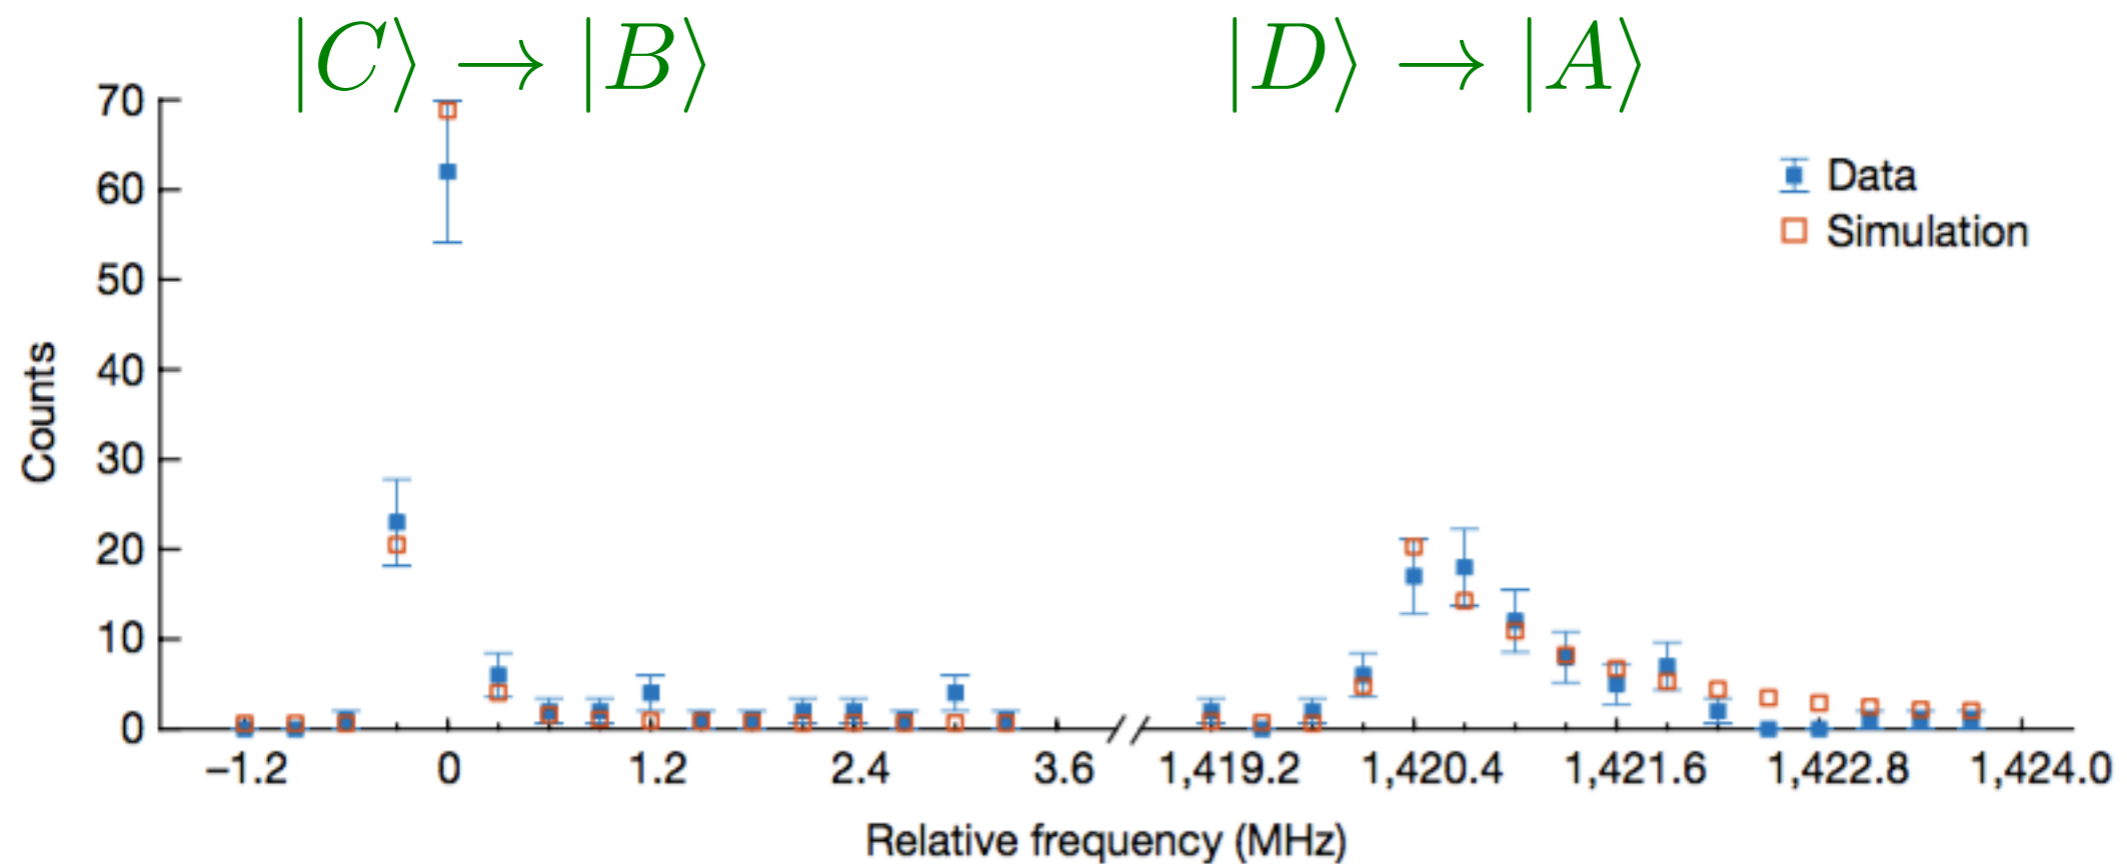 |C⟩ → |B⟩ |D⟩ → |A⟩
70
60
50
40
30
20
10
0
Counts
Data
Simulation
−1.2 0 1.2 2.4 3.6 1,419.2 1,420.4 1,421.6 1,422.8 1,424.0
Relative frequency (MHz)